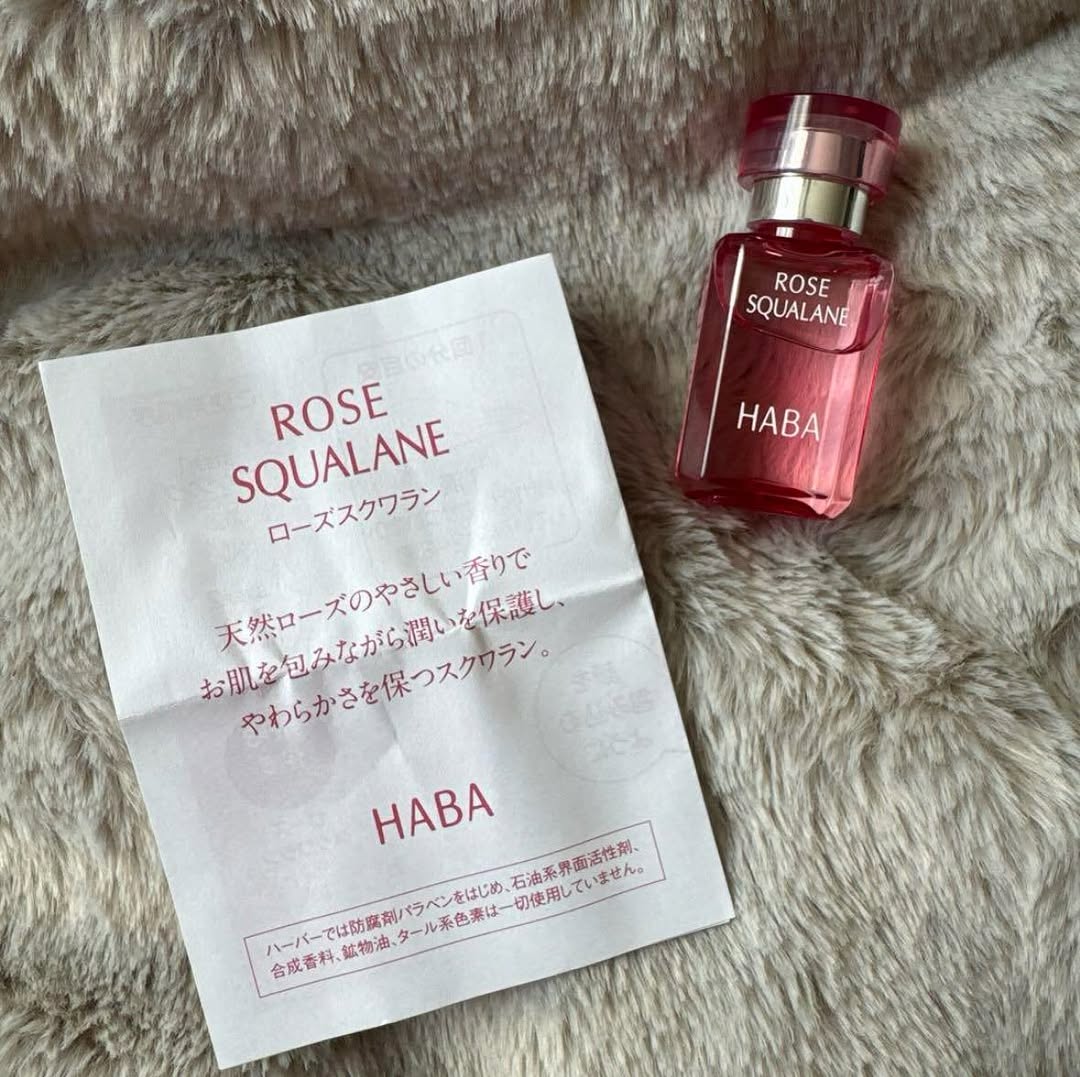 ROSE
SQUALANE
ローズスクワラン
天然ローズのやさしい香りで
お肌を包みながら潤いを保護し、
やわらかさを保つスクワラン。
HABA
ハーバーでは防腐剤パラベンをはじめ、石油系界面活性剤、
合成香料、鉱物油、タール系色素は一切使用していません。
ROSE
SQUALANE
HABA